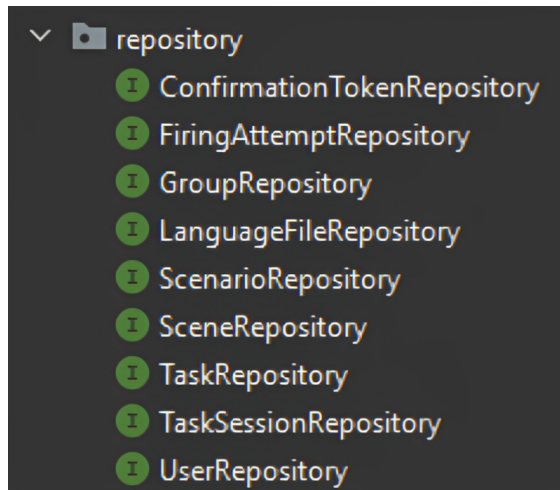 repository
I ConfirmationTokenRepository
I FiringAttemptRepository
I GroupRepository
I LanguageFileRepository
I ScenarioRepository
I SceneRepository
I TaskRepository
I TaskSessionRepository
I UserRepository